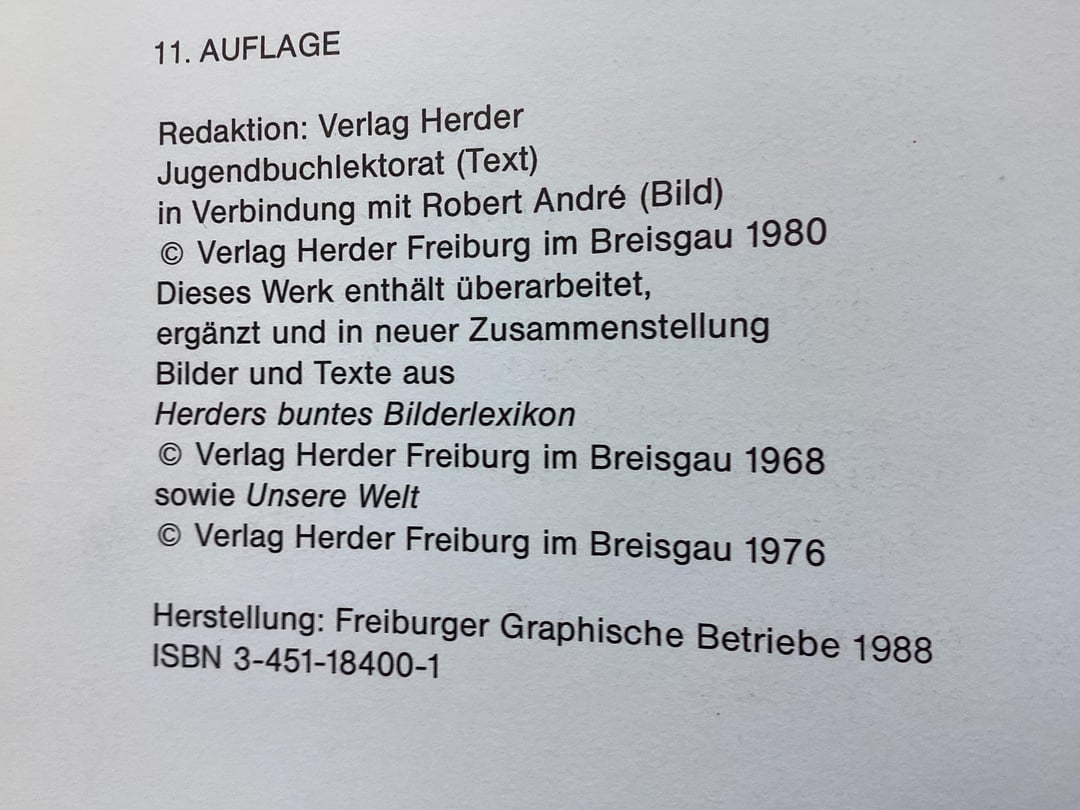 11. AUFLAGE
Redaktion: Verlag Herder
Jugendbuchlektorat (Text)
in Verbindung mit Robert André (Bild)
© Verlag Herder Freiburg im Breisgau 1980
Dieses Werk enthält überarbeitet,
ergänzt und in neuer Zusammenstellung
Bilder und Texte aus
Herders buntes Bilderlexikon
© Verlag Herder Freiburg im Breisgau 1968
sowie Unsere Welt
© Verlag Herder Freiburg im Breisgau 1976
Herstellung: Freiburger Graphische Betriebe 1988
ISBN 3-451-18400-1